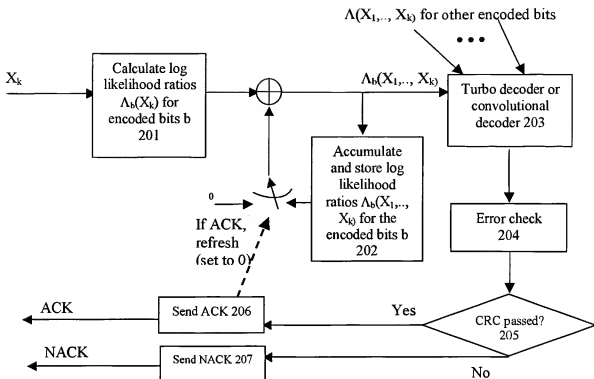 Λ(X1,.., Xk) for other encoded bits
•••
Xk
Calculate log
likelihood ratios
Λb(Xk) for
encoded bits b
201
Λb(X1,.., Xk)
Turbo decoder or
convolutional
decoder 203
Accumulate
and store log
likelihood
ratios Λb(X1,..,
Xk) for the
encoded bits b
202
0
If ACK,
refresh
(set to 0)
Error check
204
ACK
Send ACK 206
Yes
CRC passed?
205
NACK
Send NACK 207
No